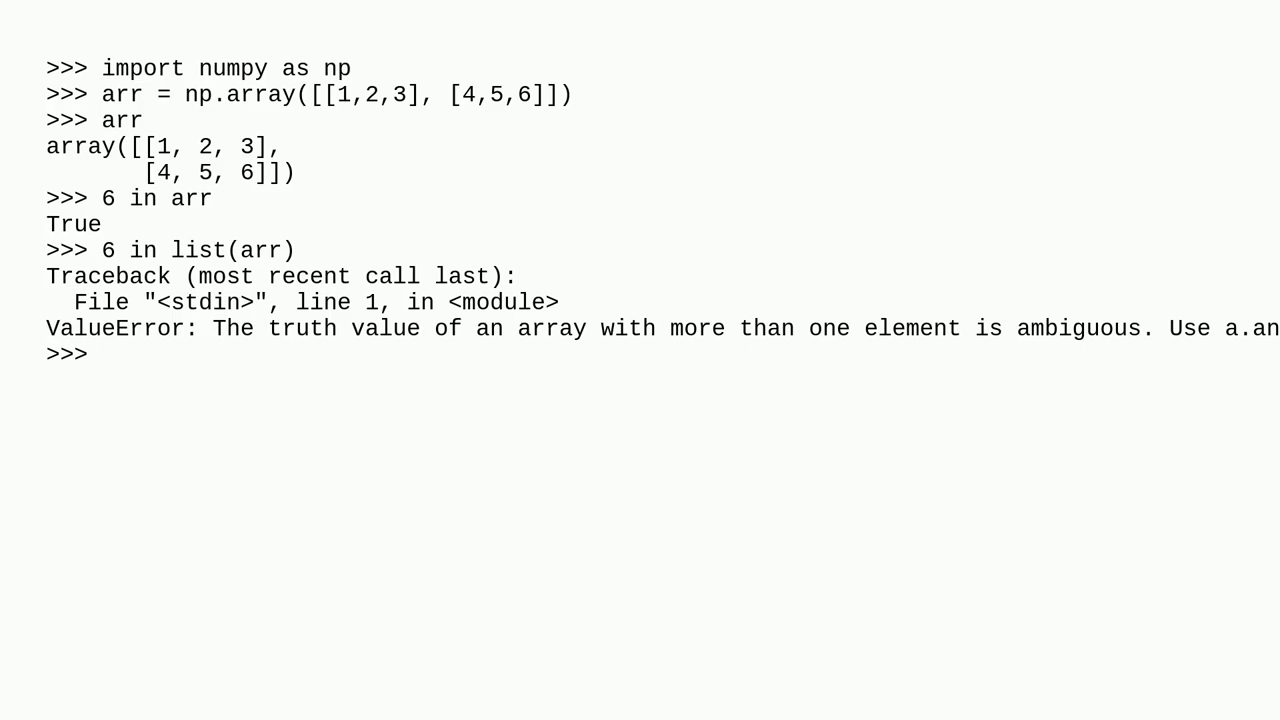 >>> import numpy as np
>>> arr = np.array([[1,2,3], [4,5,6]])
>>> arr
array([[1, 2, 3],
       [4, 5, 6]])
>>> 6 in arr
True
>>> 6 in list(arr)
Traceback (most recent call last):
  File "<stdin>", line 1, in <module>
ValueError: The truth value of an array with more than one element is ambiguous. Use a.an
>>>